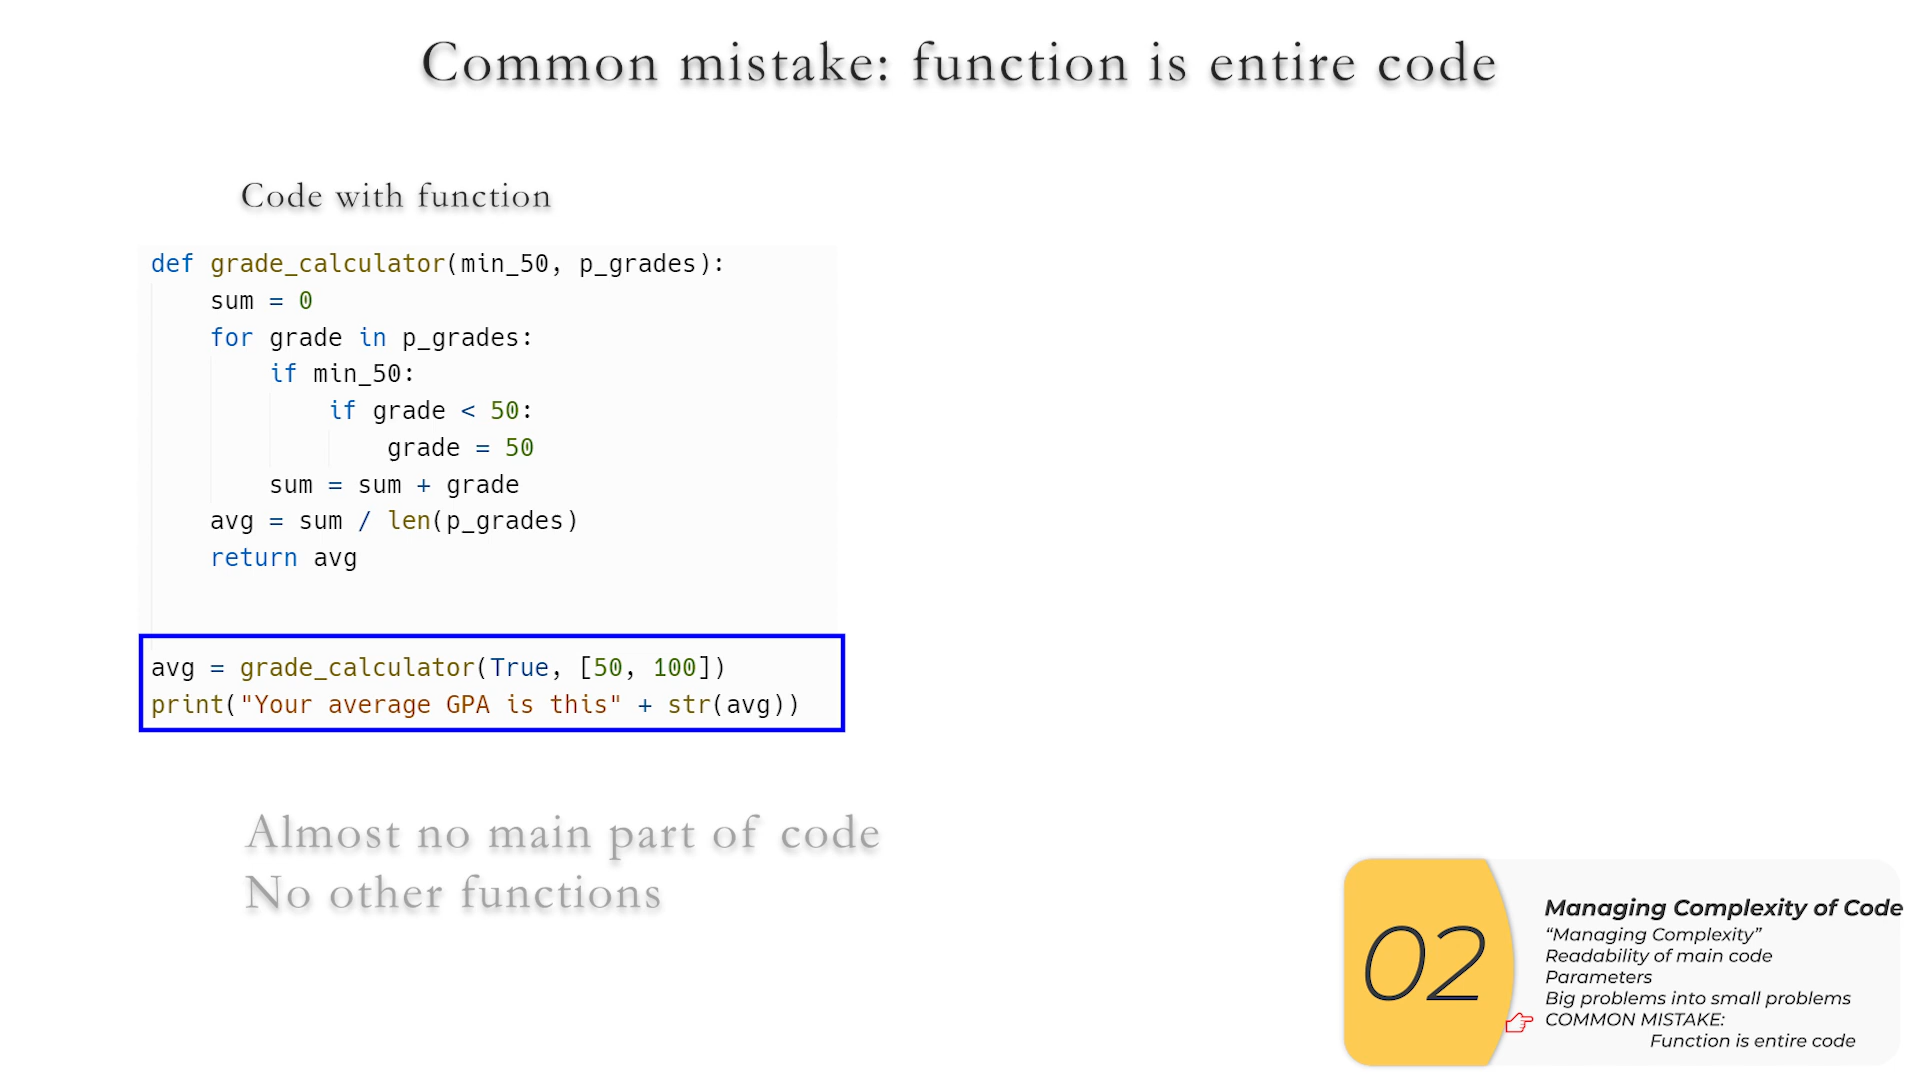 Common mistake: function is entire code
Code with function
def grade_calculator(min_50, p_grades):
    sum = 0
    for grade in p_grades:
        if min_50:
            if grade < 50:
                grade = 50
        sum = sum + grade
    avg = sum / len(p_grades)
    return avg
avg = grade_calculator(True, [50, 100])
print("Your average GPA is this" + str(avg))
Almost no main part of code
No other functions
02
Managing Complexity of Code
“Managing Complexity”
Readability of main code
Parameters
Big problems into small problems
COMMON MISTAKE:
Function is entire code